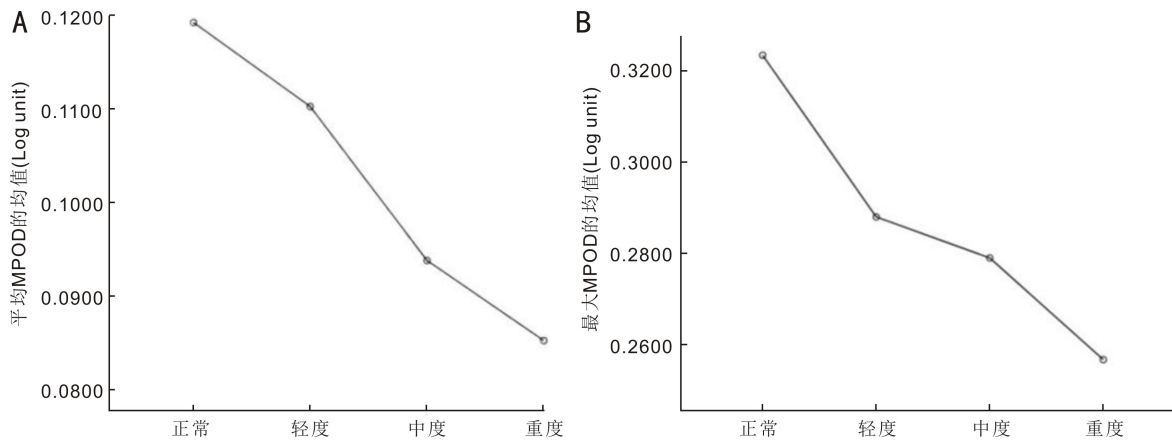 A
0.1200
0.1100
0.1000
0.0900
0.0800
平均MPOD的均值(Log unit)
正常
轻度
中度
重度
B
0.3200
0.3000
0.2800
0.2600
最大MPOD的均值(Log unit)
正常
轻度
中度
重度